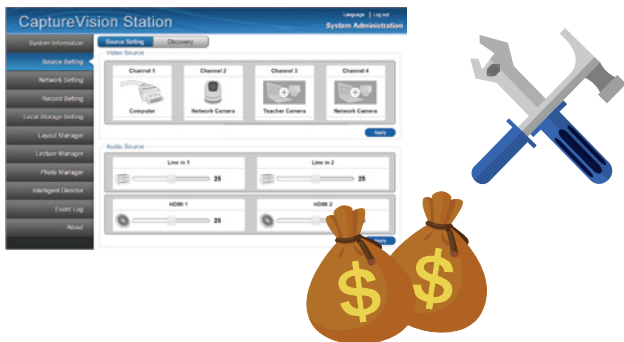 CaptureVision Station
Language | Log out
System Administration
System Information
Source Setting
Discovery
Source Setting
Network Setting
Record Setting
Local Storage Setting
Layout Manager
Lecture Manager
Photo Manager
Intelligent Director
Event Log
About
Video Source
Channel 1
Channel 2
Channel 3
Channel 4
Computer
Network Camera
Teacher Camera
Network Camera
Apply
Audio Source
Line in 1
Line in 2
25
25
HDMI 1
HDMI 2
25
Apply
$
$